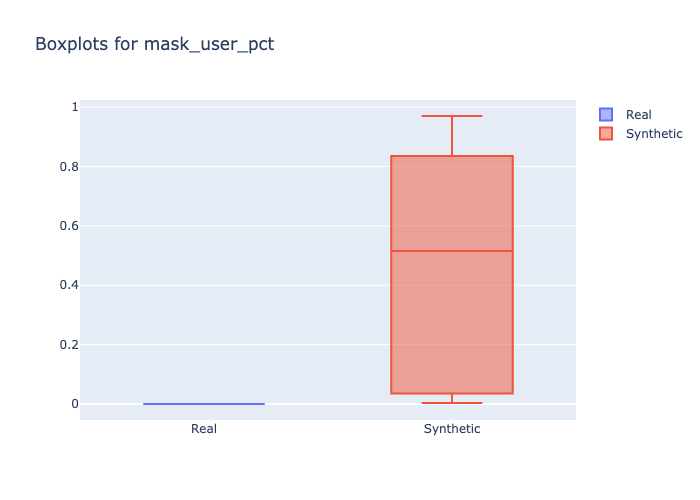 Boxplots for mask_user_pct
1
0.8
0.6
0.4
0.2
0
Real
Synthetic
Real
Synthetic